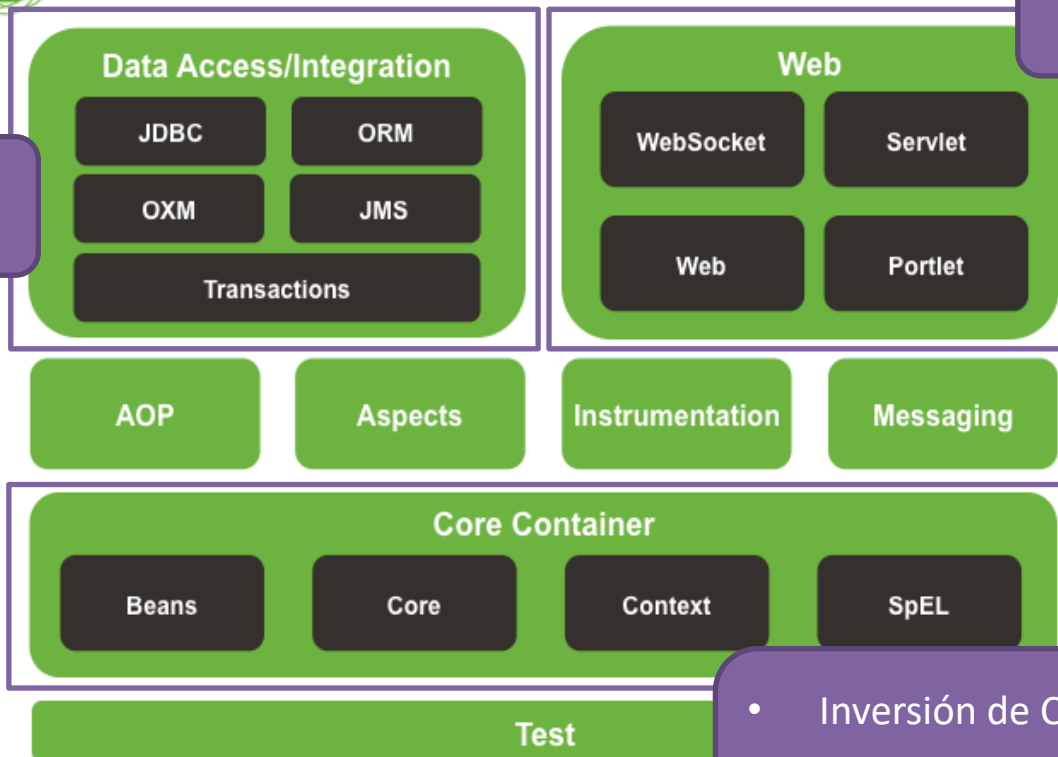 Data Access/Integration
JDBC
ORM
OXM
JMS
Transactions
Web
WebSocket
Servlet
Web
Portlet
AOP
Aspects
Instrumentation
Messaging
Core Container
Beans
Core
Context
SpEL
Test
• Inversión de